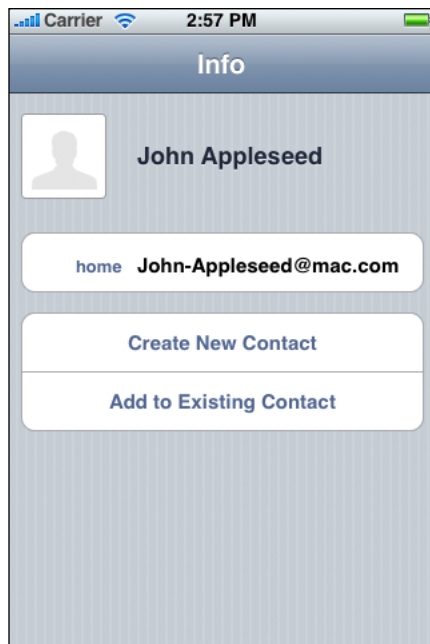 Carrier 2:57 PM
Info
John Appleseed
home John-Appleseed@mac.com
Create New Contact
Add to Existing Contact